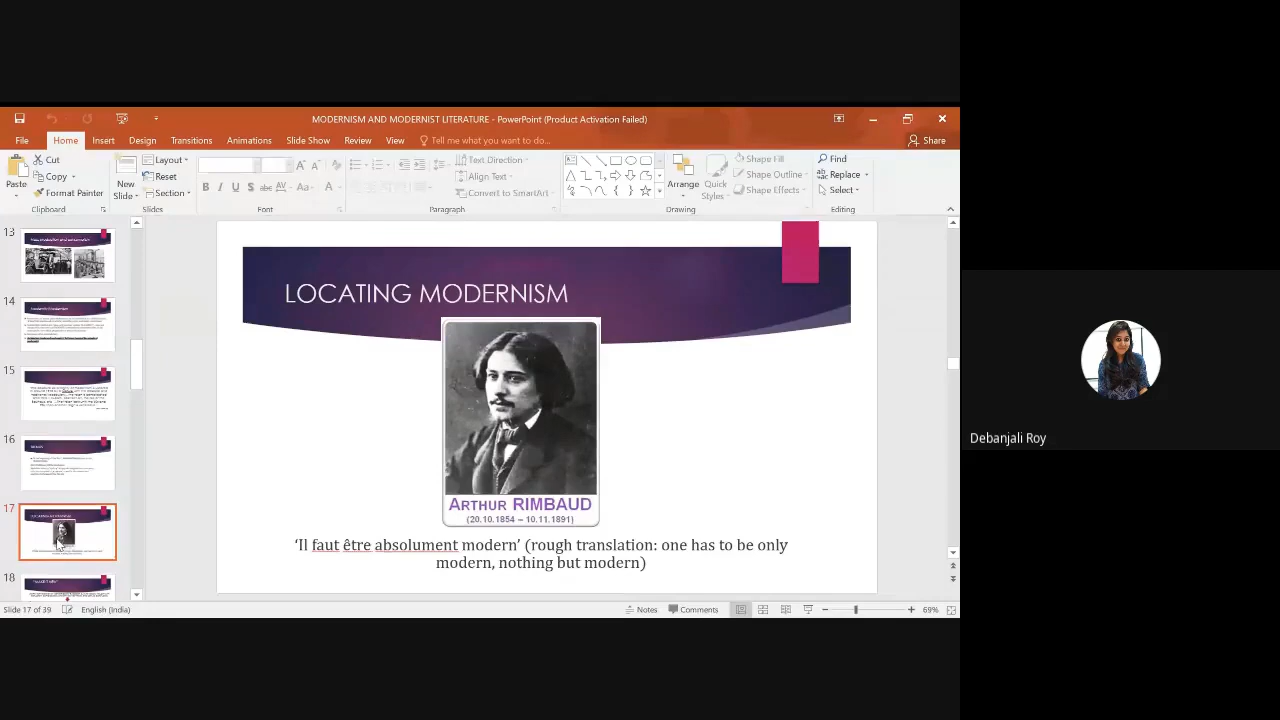 MODERNISM AND MODERNIST LITERATURE - PowerPoint (Product Activation Failed)
File Home Insert Design Transitions Animations Slide Show Review View Tell me what you want to do... Share
Paste
Cut
Copy
Format Painter
Clipboard
New
Slide
Layout
Reset
Section
Slides
B I U S abc AV Aa A
Font
Text Direction
Align Text
Convert to SmartArt
Paragraph
Arrange
Quick
Styles
Shape Fill
Shape Outline
Shape Effects
Drawing
Find
Replace
Select
Editing
13
14
15
16
17
18
LOCATING MODERNISM
ARTHUR RIMBAUD
(20.10.1854 – 10.11.1891)
‘Il faut être absolument modern’ (rough translation: one has to be only
modern, nothing but modern)
Debanjali Roy
Slide 17 of 39 English (India) Notes Comments 69%